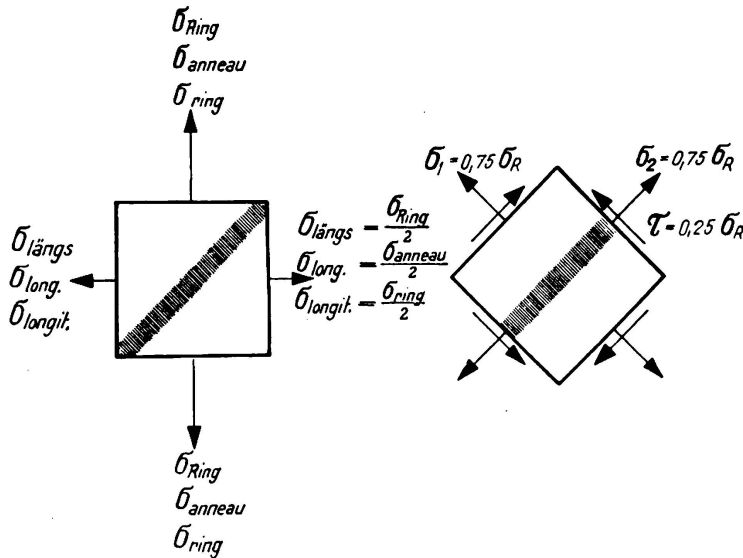 σRing
σanneau
σring
σlängs
σlong.
σlongit.
σlängs = σRing/2
σlong. = σanneau/2
σlongit. = σring/2
σRing
σanneau
σring
σ1 = 0,75 σR
σ2 = 0,75 σR
τ = 0,25 σR